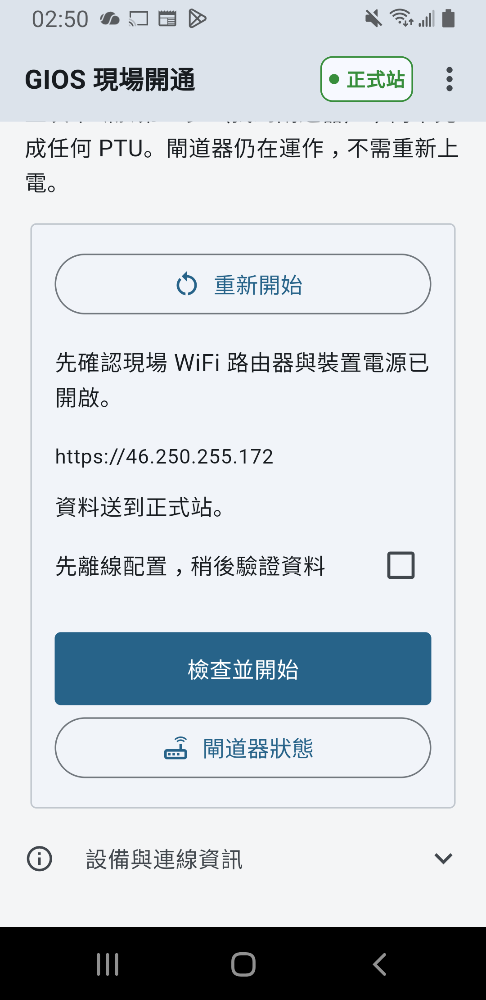 02:50
GIOS 現場開通
正式站
成任何 PTU。閘道器仍在運作，不需重新上
電。
重新開始
先確認現場 WiFi 路由器與裝置電源已
開啟。
https://46.250.255.172
資料送到正式站。
先離線配置，稍後驗證資料
檢查並開始
閘道器狀態
設備與連線資訊